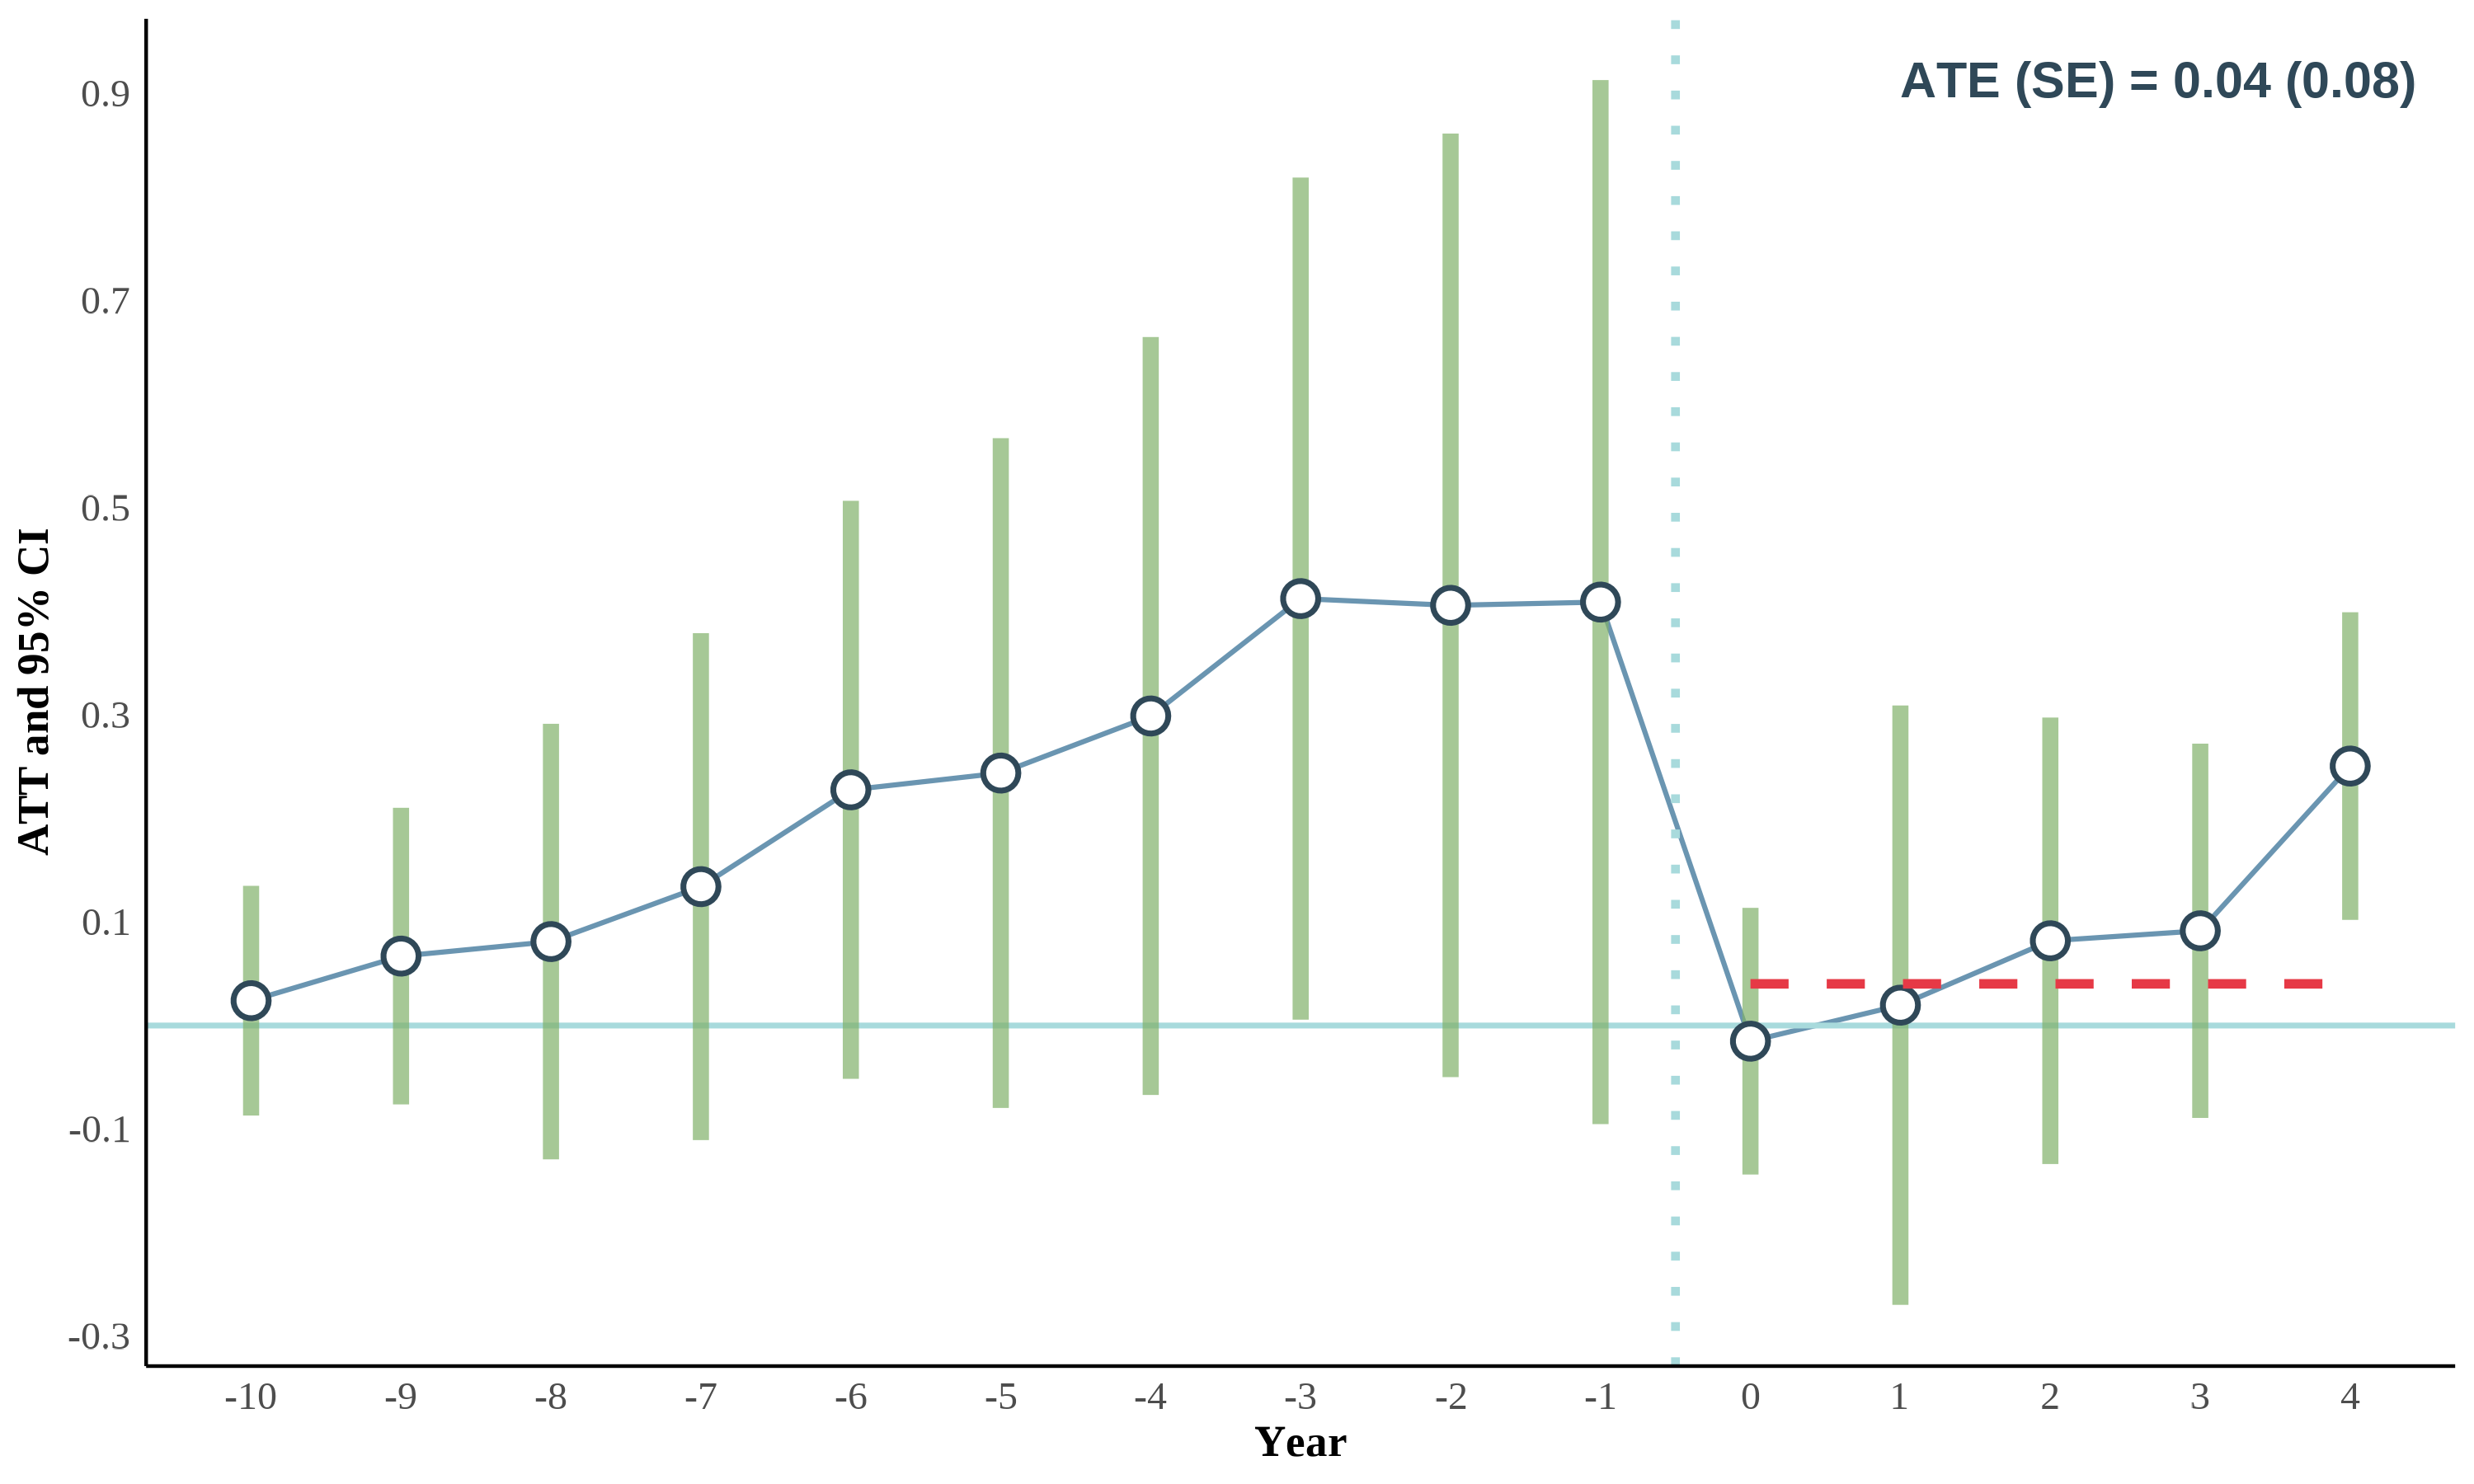 ATE (SE) = 0.04 (0.08)
ATT and 95% CI
0.9
0.7
0.5
0.3
0.1
-0.1
-0.3
-10 -9 -8 -7 -6 -5 -4 -3 -2 -1 0 1 2 3 4
Year